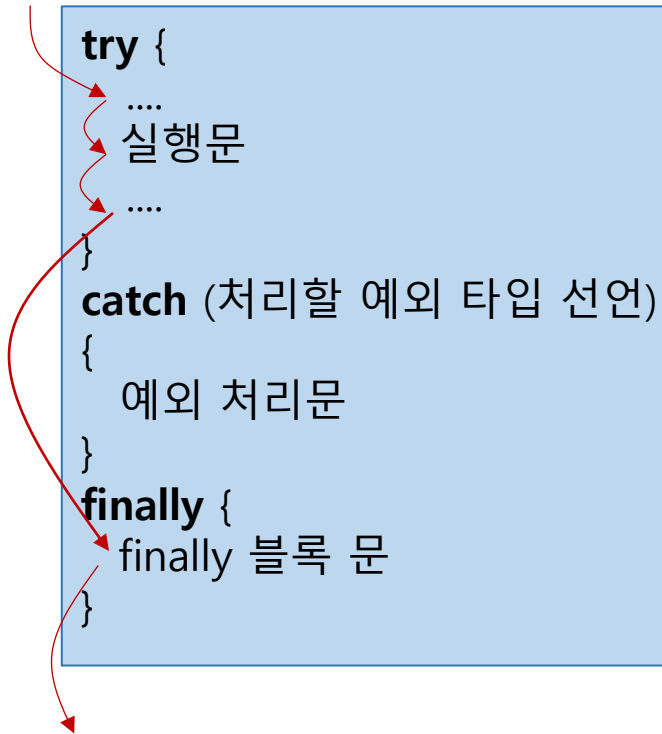 try {
....
실행문
....
}
catch (처리할 예외 타입 선언)
{
예외 처리문
}
finally {
finally 블록 문
}